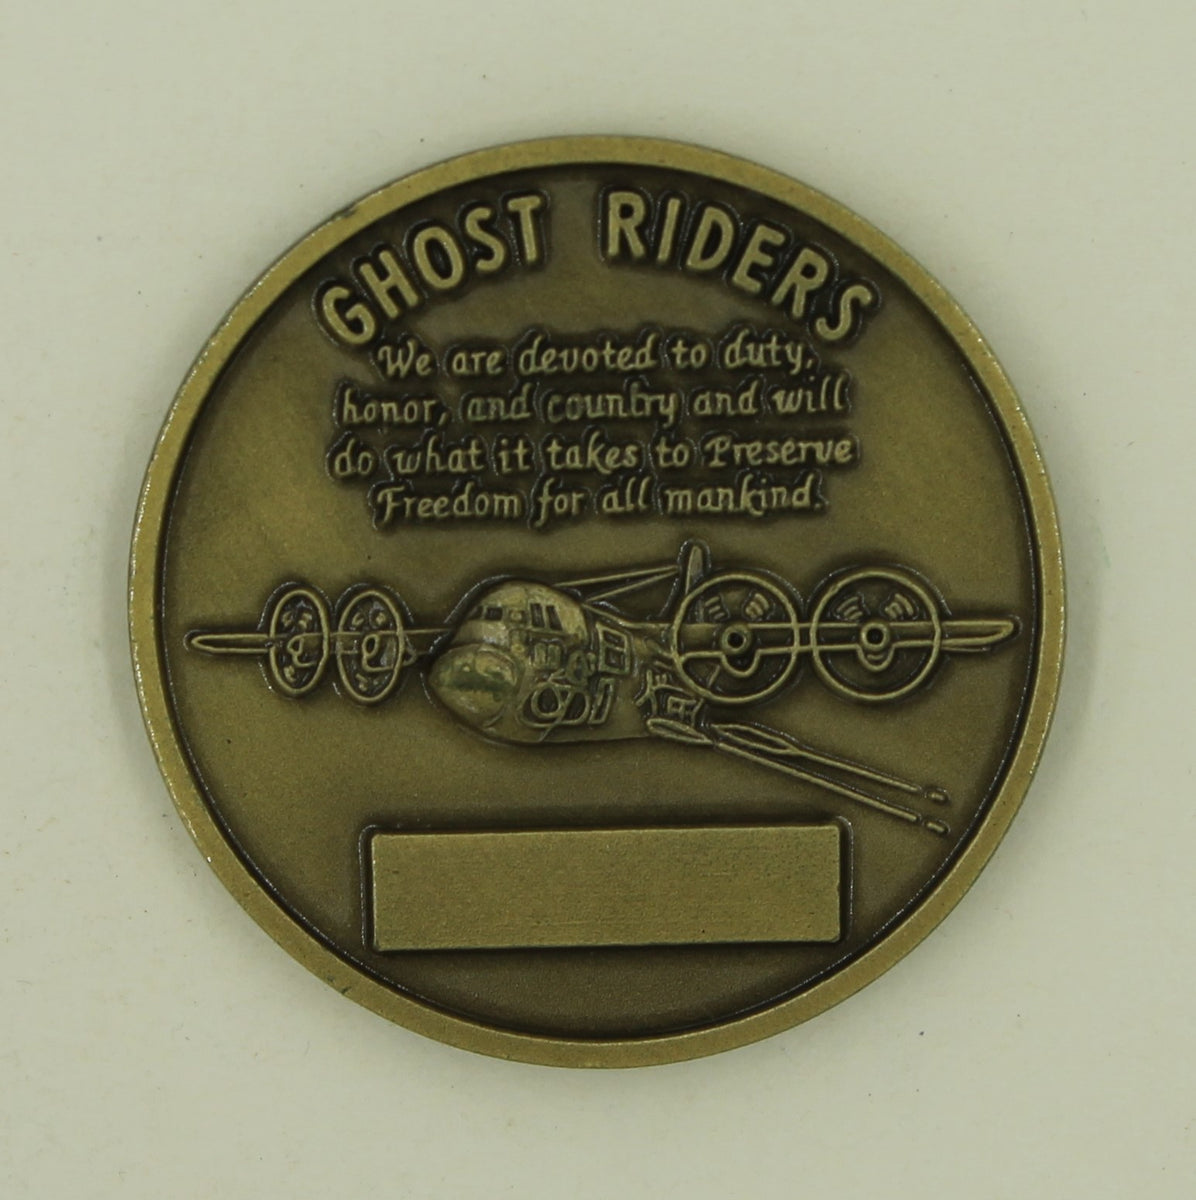 GHOST RIDERS
We are devoted to duty,
honor, and country and will
do what it takes to Preserve
Freedom for all mankind.